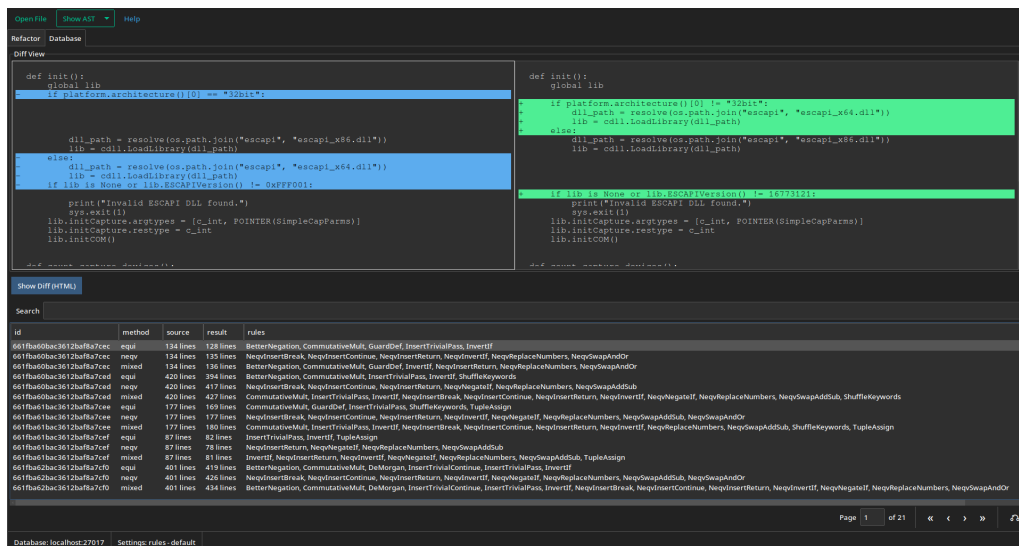 Open File Show AST Help
Refactor Database
Diff View
def init():
global lib
- if platform.architecture()[0] == "32bit":
dll_path = resolve(os.path.join("escapi", "escapi_x86.dll"))
lib = cdll.LoadLibrary(dll_path)
- else:
- dll_path = resolve(os.path.join("escapi", "escapi_x64.dll"))
- lib = cdll.LoadLibrary(dll_path)
- if lib is None or lib.ESCAPIVersion() != 0xFFF001:
print("Invalid ESCAPI DLL found.")
sys.exit(1)
lib.initCapture.argtypes = [c_int, POINTER(SimpleCapParms)]
lib.initCapture.restype = c_int
lib.initCOM()
def count_capture_devices():
def init():
global lib
+ if platform.architecture()[0] != "32bit":
+ dll_path = resolve(os.path.join("escapi", "escapi_x64.dll"))
+ lib = cdll.LoadLibrary(dll_path)
+ else:
dll_path = resolve(os.path.join("escapi", "escapi_x86.dll"))
lib = cdll.LoadLibrary(dll_path)
+ if lib is None or lib.ESCAPIVersion() != 16773121:
print("Invalid ESCAPI DLL found.")
sys.exit(1)
lib.initCapture.argtypes = [c_int, POINTER(SimpleCapParms)]
lib.initCapture.restype = c_int
lib.initCOM()
def count_capture_devices():
Show Diff (HTML)
Search
id method source result rules
661fba60bac3612baf8a7cec equi 134 lines 128 lines BetterNegation, CommutativeMult, GuardDef, InsertTrivialPass, InvertIf
661fba60bac3612baf8a7cec neqv 134 lines 135 lines NeqvInsertBreak, NeqvInsertContinue, NeqvInsertReturn, NeqvInvertIf, NeqvReplaceNumbers, NeqvSwapAndOr
661fba60bac3612baf8a7cec mixed 134 lines 136 lines BetterNegation, CommutativeMult, GuardDef, InvertIf, NeqvInsertReturn, NeqvReplaceNumbers, NeqvSwapAndOr
661fba60bac3612baf8a7ced equi 420 lines 394 lines BetterNegation, CommutativeMult, InsertTrivialPass, InvertIf, ShuffleKeywords
661fba60bac3612baf8a7ced neqv 420 lines 417 lines NeqvInsertBreak, NeqvInsertContinue, NeqvInsertReturn, NeqvNegateIf, NeqvReplaceNumbers, NeqvSwapAddSub
661fba60bac3612baf8a7ced mixed 420 lines 427 lines CommutativeMult, InsertTrivialPass, InvertIf, NeqvInsertBreak, NeqvInsertContinue, NeqvInsertReturn, NeqvInvertIf, NeqvNegateIf, NeqvReplaceNumbers, NeqvSwapAddSub, ShuffleKeywords
661fba61bac3612baf8a7cee equi 177 lines 169 lines CommutativeMult, GuardDef, InsertTrivialPass, ShuffleKeywords, TupleAssign
661fba61bac3612baf8a7cee neqv 177 lines 177 lines NeqvInsertBreak, NeqvInsertContinue, NeqvInsertReturn, NeqvInvertIf, NeqvNegateIf, NeqvReplaceNumbers, NeqvSwapAddSub, NeqvSwapAndOr
661fba61bac3612baf8a7cee mixed 177 lines 180 lines CommutativeMult, InsertTrivialPass, InvertIf, NeqvInsertBreak, NeqvInsertContinue, NeqvInsertReturn, NeqvInvertIf, NeqvReplaceNumbers, NeqvSwapAddSub, ShuffleKeywords, TupleAssign
661fba61bac3612baf8a7cef equi 87 lines 82 lines InsertTrivialPass, InvertIf, TupleAssign
661fba61bac3612baf8a7cef neqv 87 lines 78 lines NeqvInsertReturn, NeqvNegateIf, NeqvReplaceNumbers, NeqvSwapAddSub
661fba61bac3612baf8a7cef mixed 87 lines 81 lines InvertIf, NeqvInsertReturn, NeqvInvertIf, NeqvNegateIf, NeqvReplaceNumbers, NeqvSwapAddSub, TupleAssign
661fba62bac3612baf8a7cf0 equi 401 lines 419 lines BetterNegation, CommutativeMult, DeMorgan, InsertTrivialContinue, InsertTrivialPass, InvertIf
661fba62bac3612baf8a7cf0 neqv 401 lines 426 lines NeqvInsertBreak, NeqvInsertContinue, NeqvInsertReturn, NeqvInvertIf, NeqvNegateIf, NeqvReplaceNumbers, NeqvSwapAddSub, NeqvSwapAndOr
661fba62bac3612baf8a7cf0 mixed 401 lines 434 lines BetterNegation, CommutativeMult, DeMorgan, InsertTrivialContinue, InsertTrivialPass, InvertIf, NeqvInsertBreak, NeqvInsertContinue, NeqvInsertReturn, NeqvInvertIf, NeqvNegateIf, NeqvReplaceNumbers, NeqvSwapAndOr
Page 1 of 21 « ‹ › »
Database: localhost:27017 Settings: rules - default